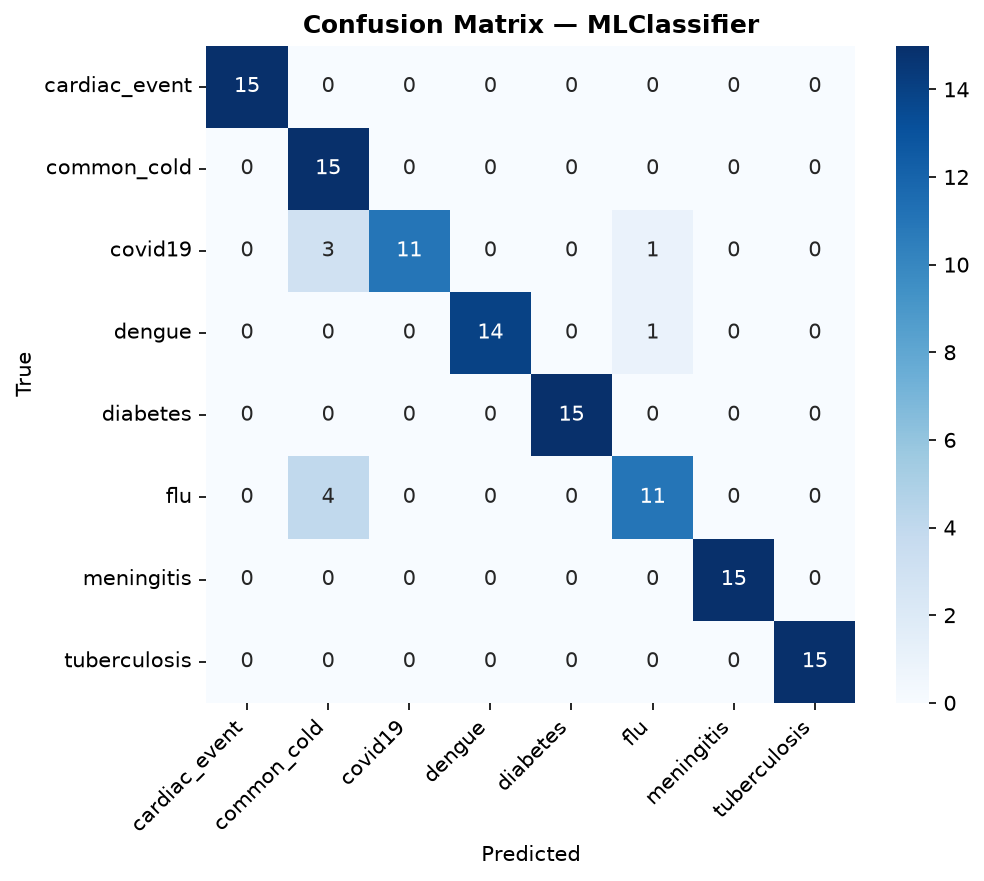 Confusion Matrix — MLClassifier
cardiac_event 15 0 0 0 0 0 0 0
common_cold 0 15 0 0 0 0 0 0
covid19 0 3 11 0 0 1 0 0
dengue 0 0 0 14 0 1 0 0
diabetes 0 0 0 0 15 0 0 0
flu 0 4 0 0 0 11 0 0
meningitis 0 0 0 0 0 0 15 0
tuberculosis 0 0 0 0 0 0 0 15
True
cardiac_event common_cold covid19 dengue diabetes flu meningitis tuberculosis
Predicted
14
12
10
8
6
4
2
0